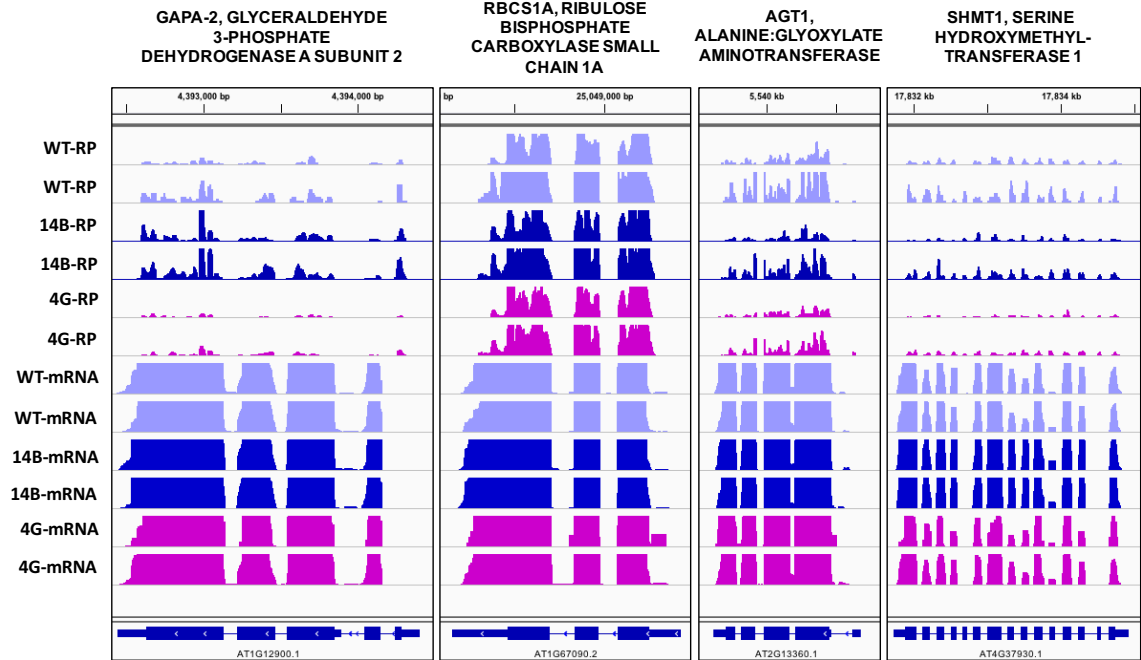 GAPA-2, GLYCERALDEHYDE
3-PHOSPHATE
DEHYDROGENASE A SUBUNIT 2
RBCS1A, RIBULOSE
BISPHOSPHATE
CARBOXYLASE SMALL
CHAIN 1A
AGT1,
ALANINE:GLYOXYLATE
AMINOTRANSFERASE
SHMT1, SERINE
HYDROXYMETHYL-
TRANSFERASE 1
4,393,000 bp 4,394,000 bp
bp 25,049,000 bp
5,540 kb
17,832 kb 17,834 kb
WT-RP
WT-RP
14B-RP
14B-RP
4G-RP
4G-RP
WT-mRNA
WT-mRNA
14B-mRNA
14B-mRNA
4G-mRNA
4G-mRNA
AT1G12900.1
AT1G67090.2
AT2G13360.1
AT4G37930.1